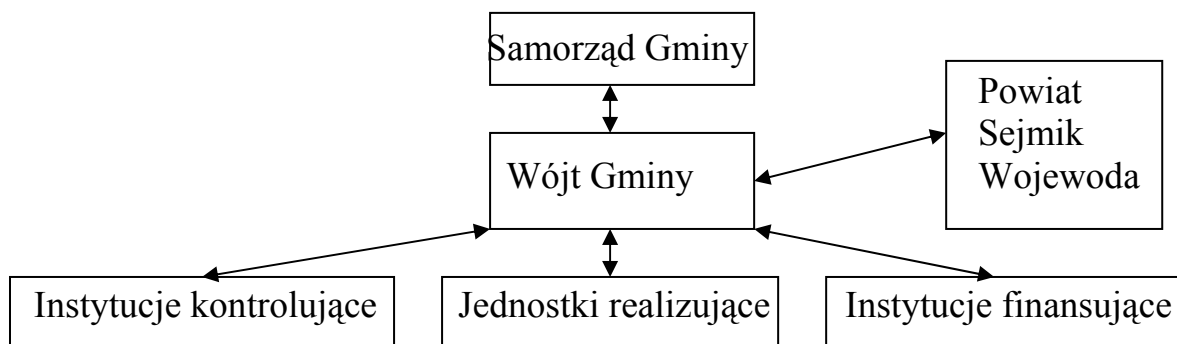 Samorząd Gminy
Powiat
Sejmik
Wojewoda
Wójt Gminy
Instytucje kontrolujące
Jednostki realizujące
Instytucje finansujące